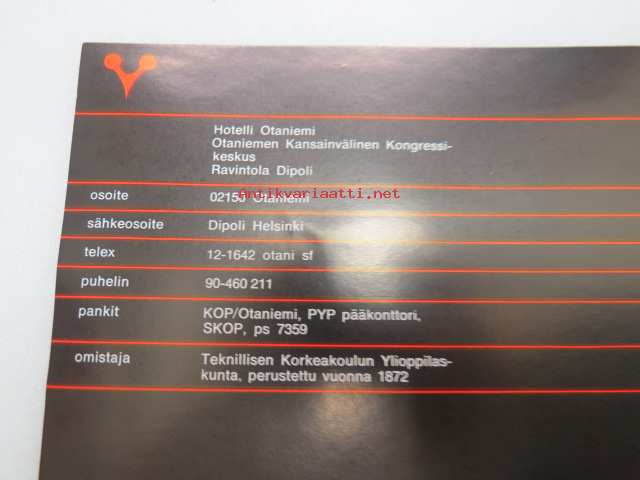 Hotelli Otaniemi
Otaniemen Kansainvälinen Kongressi-
keskus
Ravintola Dipoli
Antikvariaatti.net
osoite 02150 Otaniemi
sähkeosoite Dipoli Helsinki
telex 12-1642 otani sf
puhelin 90-460 211
pankit KOP/Otaniemi, PYP pääkonttori,
SKOP, ps 7359
omistaja Teknillisen Korkeakoulun Ylioppilas-
kunta, perustettu vuonna 1872